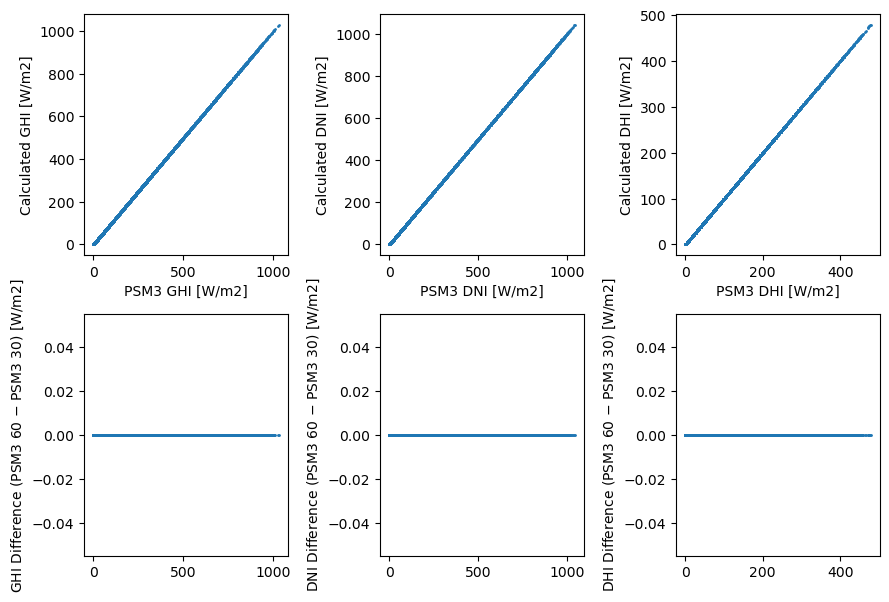 Calculated GHI [W/m2]
1000
800
600
400
200
0
0 500 1000
PSM3 GHI [W/m2]
Calculated DNI [W/m2]
1000
800
600
400
200
0
0 500 1000
PSM3 DNI [W/m2]
Calculated DHI [W/m2]
500
400
300
200
100
0
0 200 400
PSM3 DHI [W/m2]
GHI Difference (PSM3 60 − PSM3 30) [W/m2]
0.04
0.02
0.00
−0.02
−0.04
0 500 1000
DNI Difference (PSM3 60 − PSM3 30) [W/m2]
0.04
0.02
0.00
−0.02
−0.04
0 500 1000
DHI Difference (PSM3 60 − PSM3 30) [W/m2]
0.04
0.02
0.00
−0.02
−0.04
0 200 400